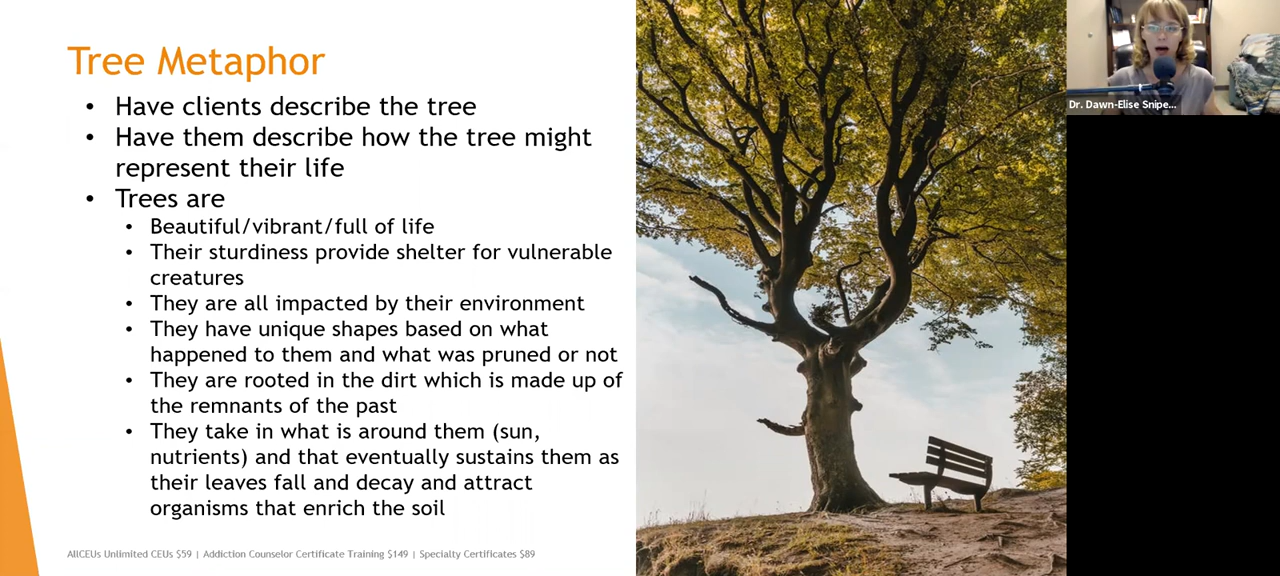 Tree Metaphor
• Have clients describe the tree
• Have them describe how the tree might
represent their life
• Trees are
• Beautiful/vibrant/full of life
• Their sturdiness provide shelter for vulnerable
creatures
• They are all impacted by their environment
• They have unique shapes based on what
happened to them and what was pruned or not
• They are rooted in the dirt which is made up of
the remnants of the past
• They take in what is around them (sun,
nutrients) and that eventually sustains them as
their leaves fall and decay and attract
organisms that enrich the soil
AllCEUs Unlimited CEUs $59 | Addiction Counselor Certificate Training $149 | Specialty Certificates $89
Dr. Dawn-Elise Snipe...